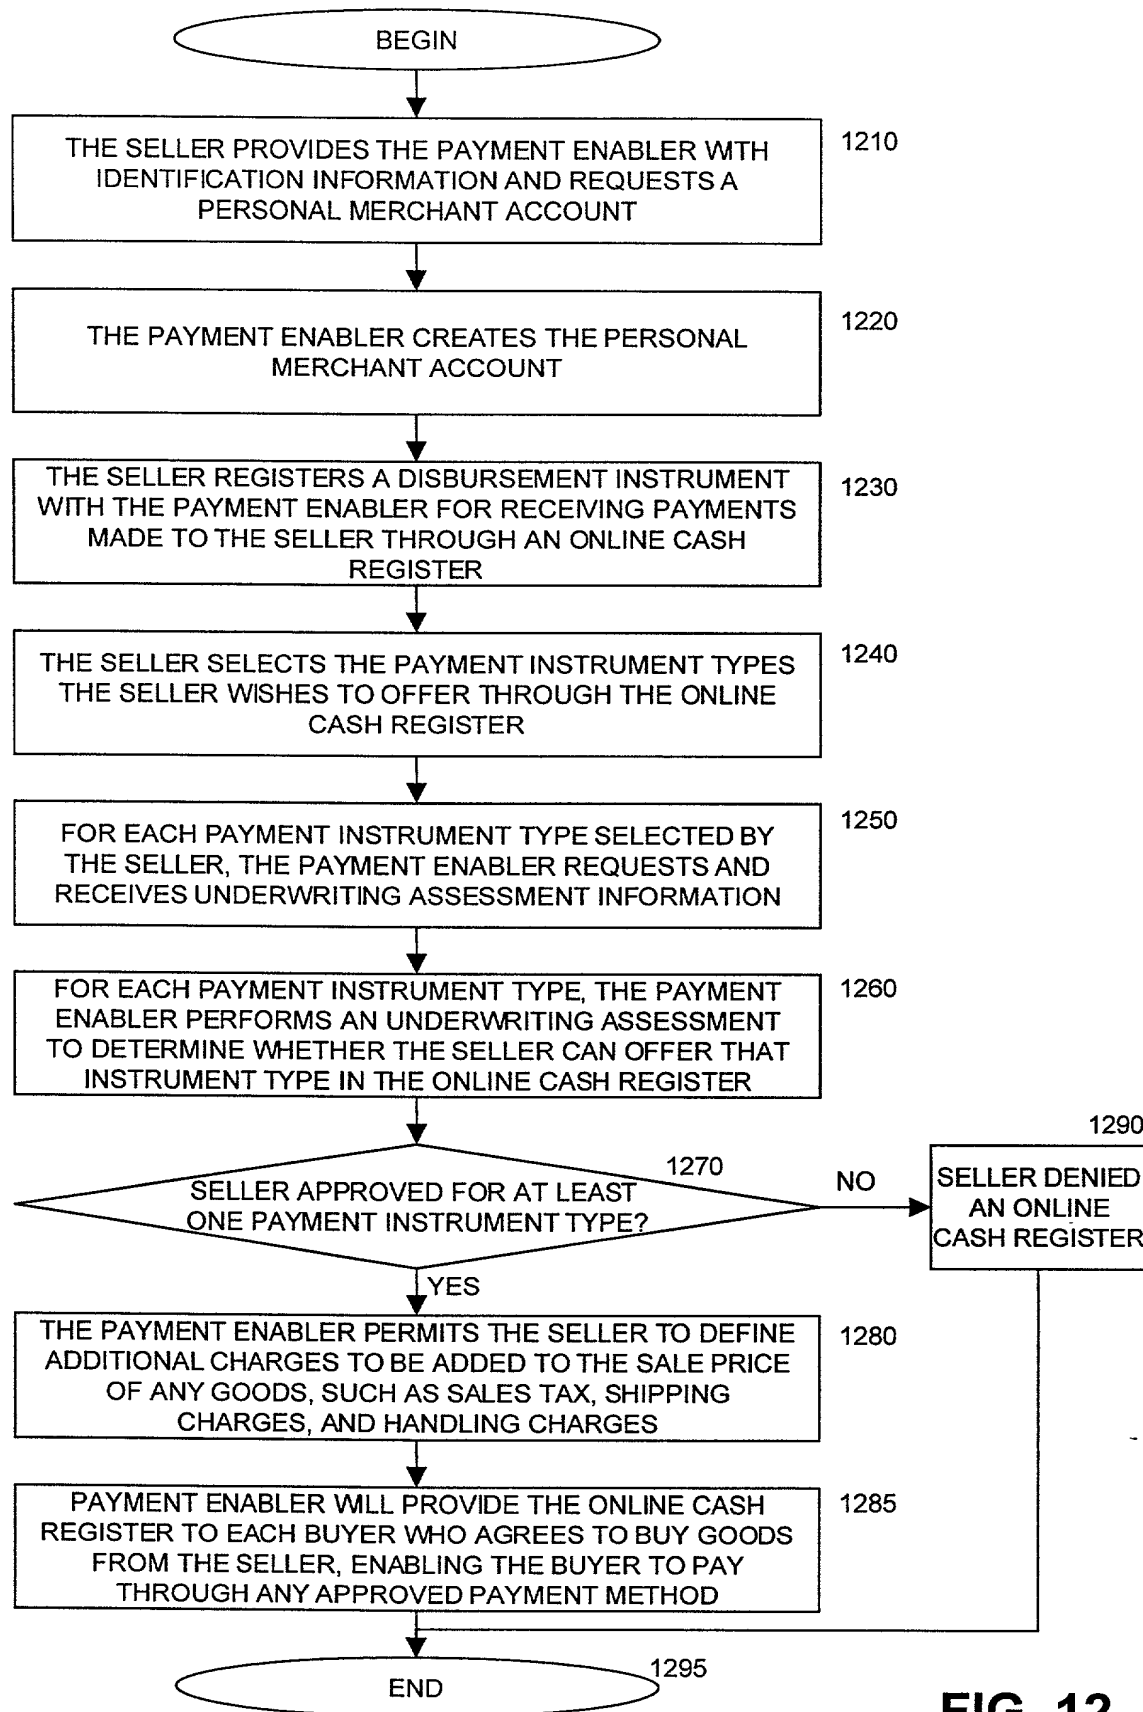 BEGIN
THE SELLER PROVIDES THE PAYMENT ENABLER WITH
IDENTIFICATION INFORMATION AND REQUESTS A
PERSONAL MERCHANT ACCOUNT
1210
THE PAYMENT ENABLER CREATES THE PERSONAL
MERCHANT ACCOUNT
1220
THE SELLER REGISTERS A DISBURSEMENT INSTRUMENT
WITH THE PAYMENT ENABLER FOR RECEIVING PAYMENTS
MADE TO THE SELLER THROUGH AN ONLINE CASH
REGISTER
1230
THE SELLER SELECTS THE PAYMENT INSTRUMENT TYPES
THE SELLER WISHES TO OFFER THROUGH THE ONLINE
CASH REGISTER
1240
FOR EACH PAYMENT INSTRUMENT TYPE SELECTED BY
THE SELLER, THE PAYMENT ENABLER REQUESTS AND
RECEIVES UNDERWRITING ASSESSMENT INFORMATION
1250
FOR EACH PAYMENT INSTRUMENT TYPE, THE PAYMENT
ENABLER PERFORMS AN UNDERWRITING ASSESSMENT
TO DETERMINE WHETHER THE SELLER CAN OFFER THAT
INSTRUMENT TYPE IN THE ONLINE CASH REGISTER
1260
SELLER APPROVED FOR AT LEAST
ONE PAYMENT INSTRUMENT TYPE?
1270
NO
1290
SELLER DENIED
AN ONLINE
CASH REGISTER
YES
THE PAYMENT ENABLER PERMITS THE SELLER TO DEFINE
ADDITIONAL CHARGES TO BE ADDED TO THE SALE PRICE
OF ANY GOODS, SUCH AS SALES TAX, SHIPPING
CHARGES, AND HANDLING CHARGES
1280
PAYMENT ENABLER WILL PROVIDE THE ONLINE CASH
REGISTER TO EACH BUYER WHO AGREES TO BUY GOODS
FROM THE SELLER, ENABLING THE BUYER TO PAY
THROUGH ANY APPROVED PAYMENT METHOD
1285
END
1295
FIG. 12